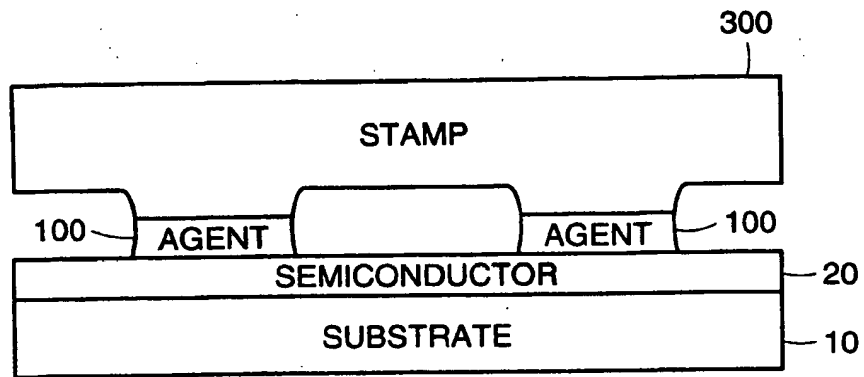 300
STAMP
100 AGENT AGENT 100
SEMICONDUCTOR 20
SUBSTRATE 10